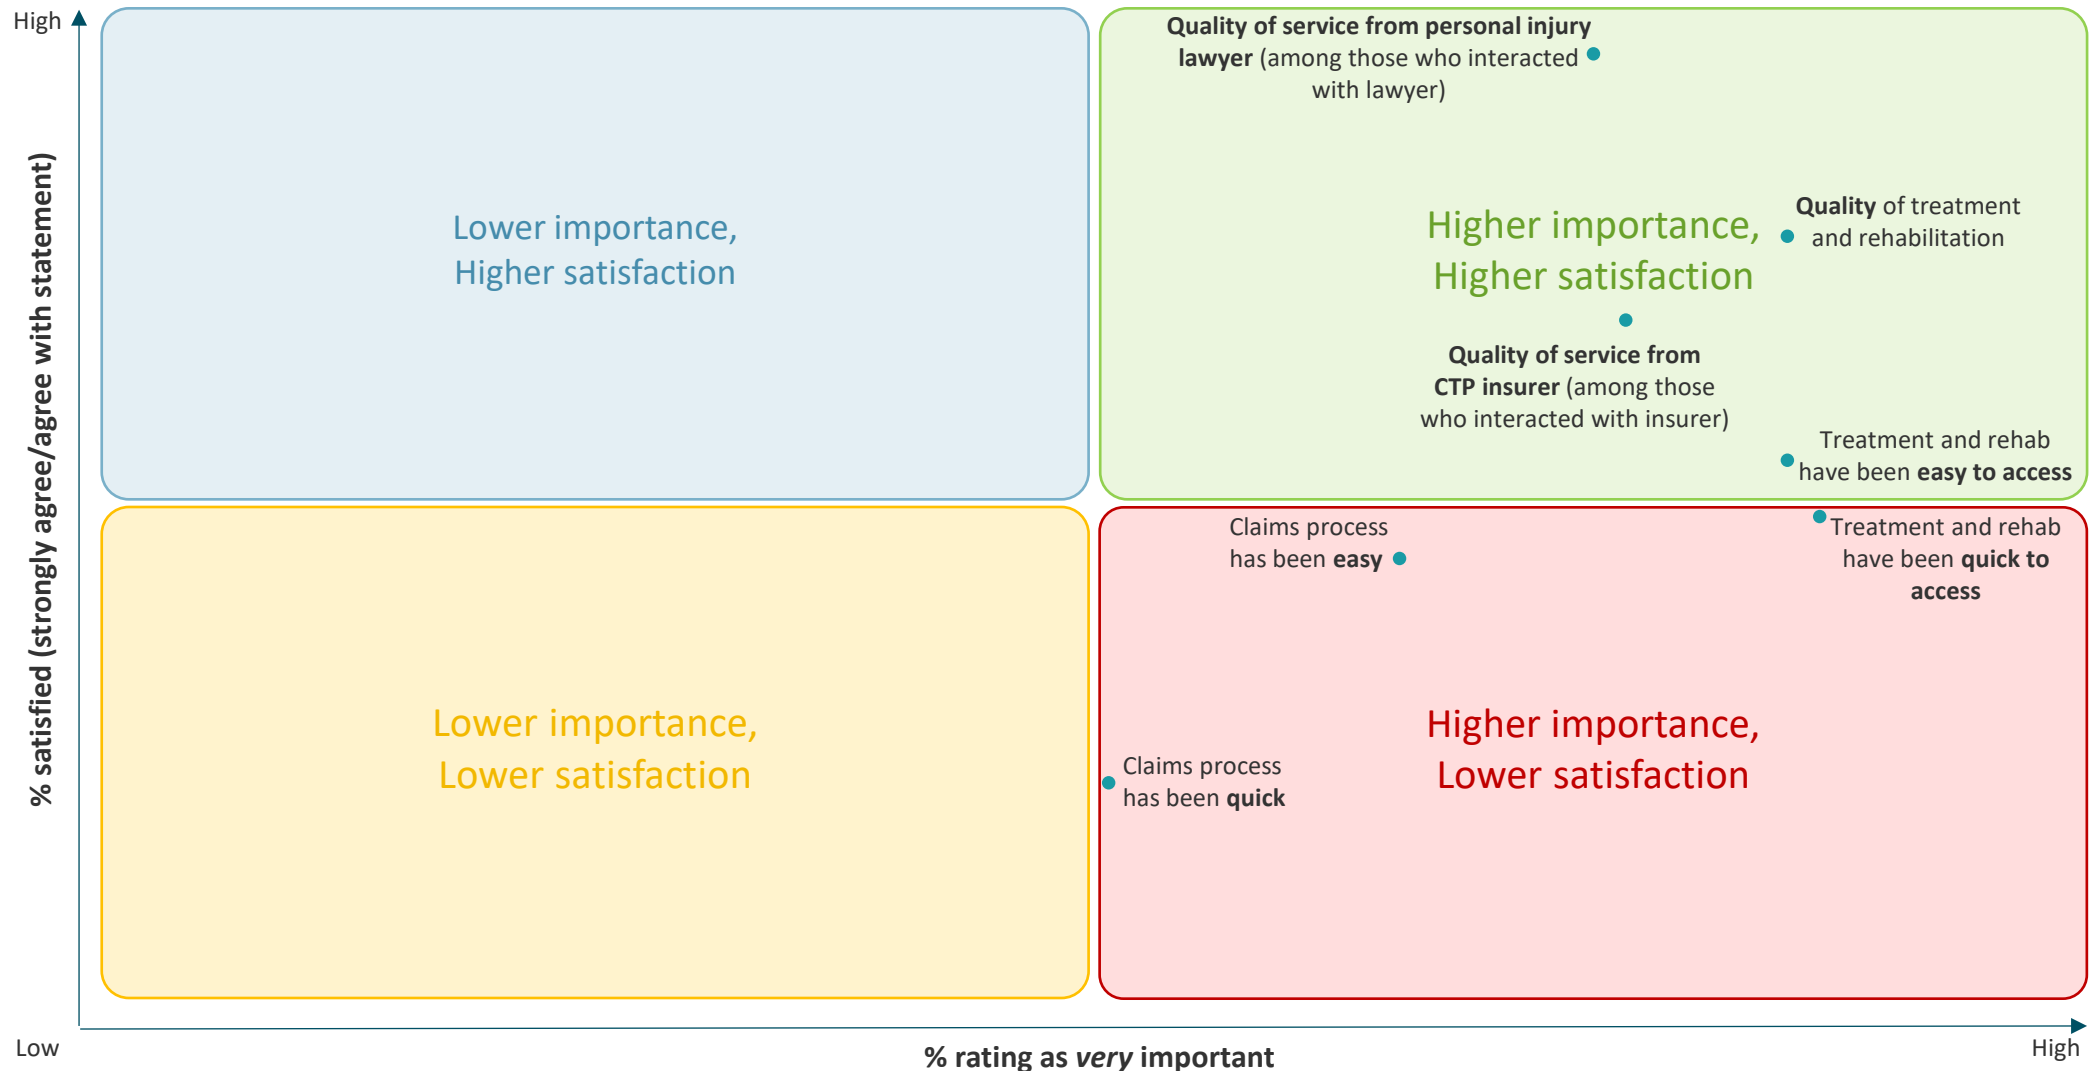 High
% satisfied (strongly agree/agree with statement)
Lower importance,
Higher satisfaction
Quality of service from personal injury
lawyer (among those who interacted
with lawyer)
Higher importance,
Higher satisfaction
Quality of treatment
and rehabilitation
Quality of service from
CTP insurer (among those
who interacted with insurer)
Treatment and rehab
have been easy to access
Lower importance,
Lower satisfaction
Claims process
has been easy
Treatment and rehab
have been quick to
access
Higher importance,
Lower satisfaction
Claims process
has been quick
Low
% rating as very important
High